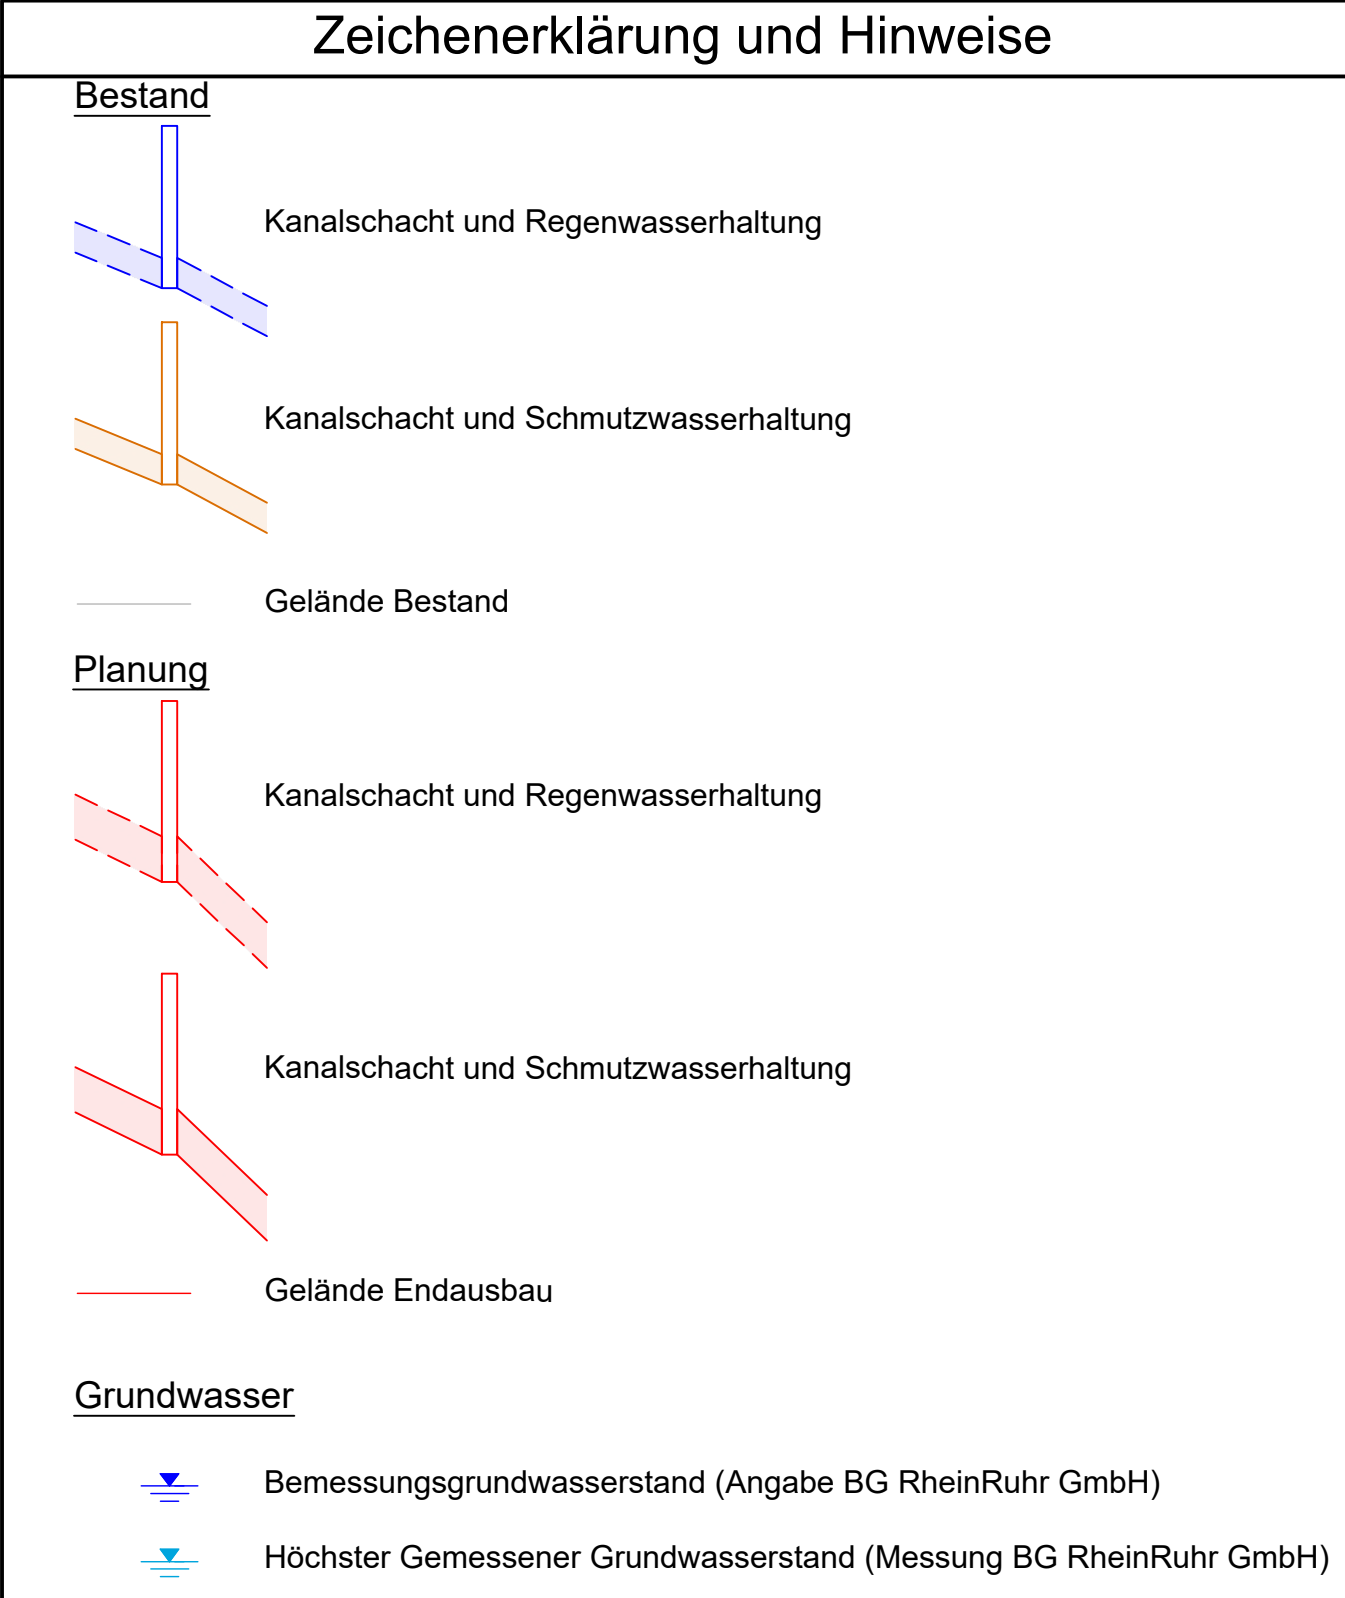 Zeichenerklärung und Hinweise
Bestand
Kanalschacht und Regenwasserhaltung
Kanalschacht und Schmutzwasserhaltung
Gelände Bestand
Planung
Kanalschacht und Regenwasserhaltung
Kanalschacht und Schmutzwasserhaltung
Gelände Endausbau
Grundwasser
Bemessungsgrundwasserstand (Angabe BG RheinRuhr GmbH)
Höchster Gemessener Grundwasserstand (Messung BG RheinRuhr GmbH)